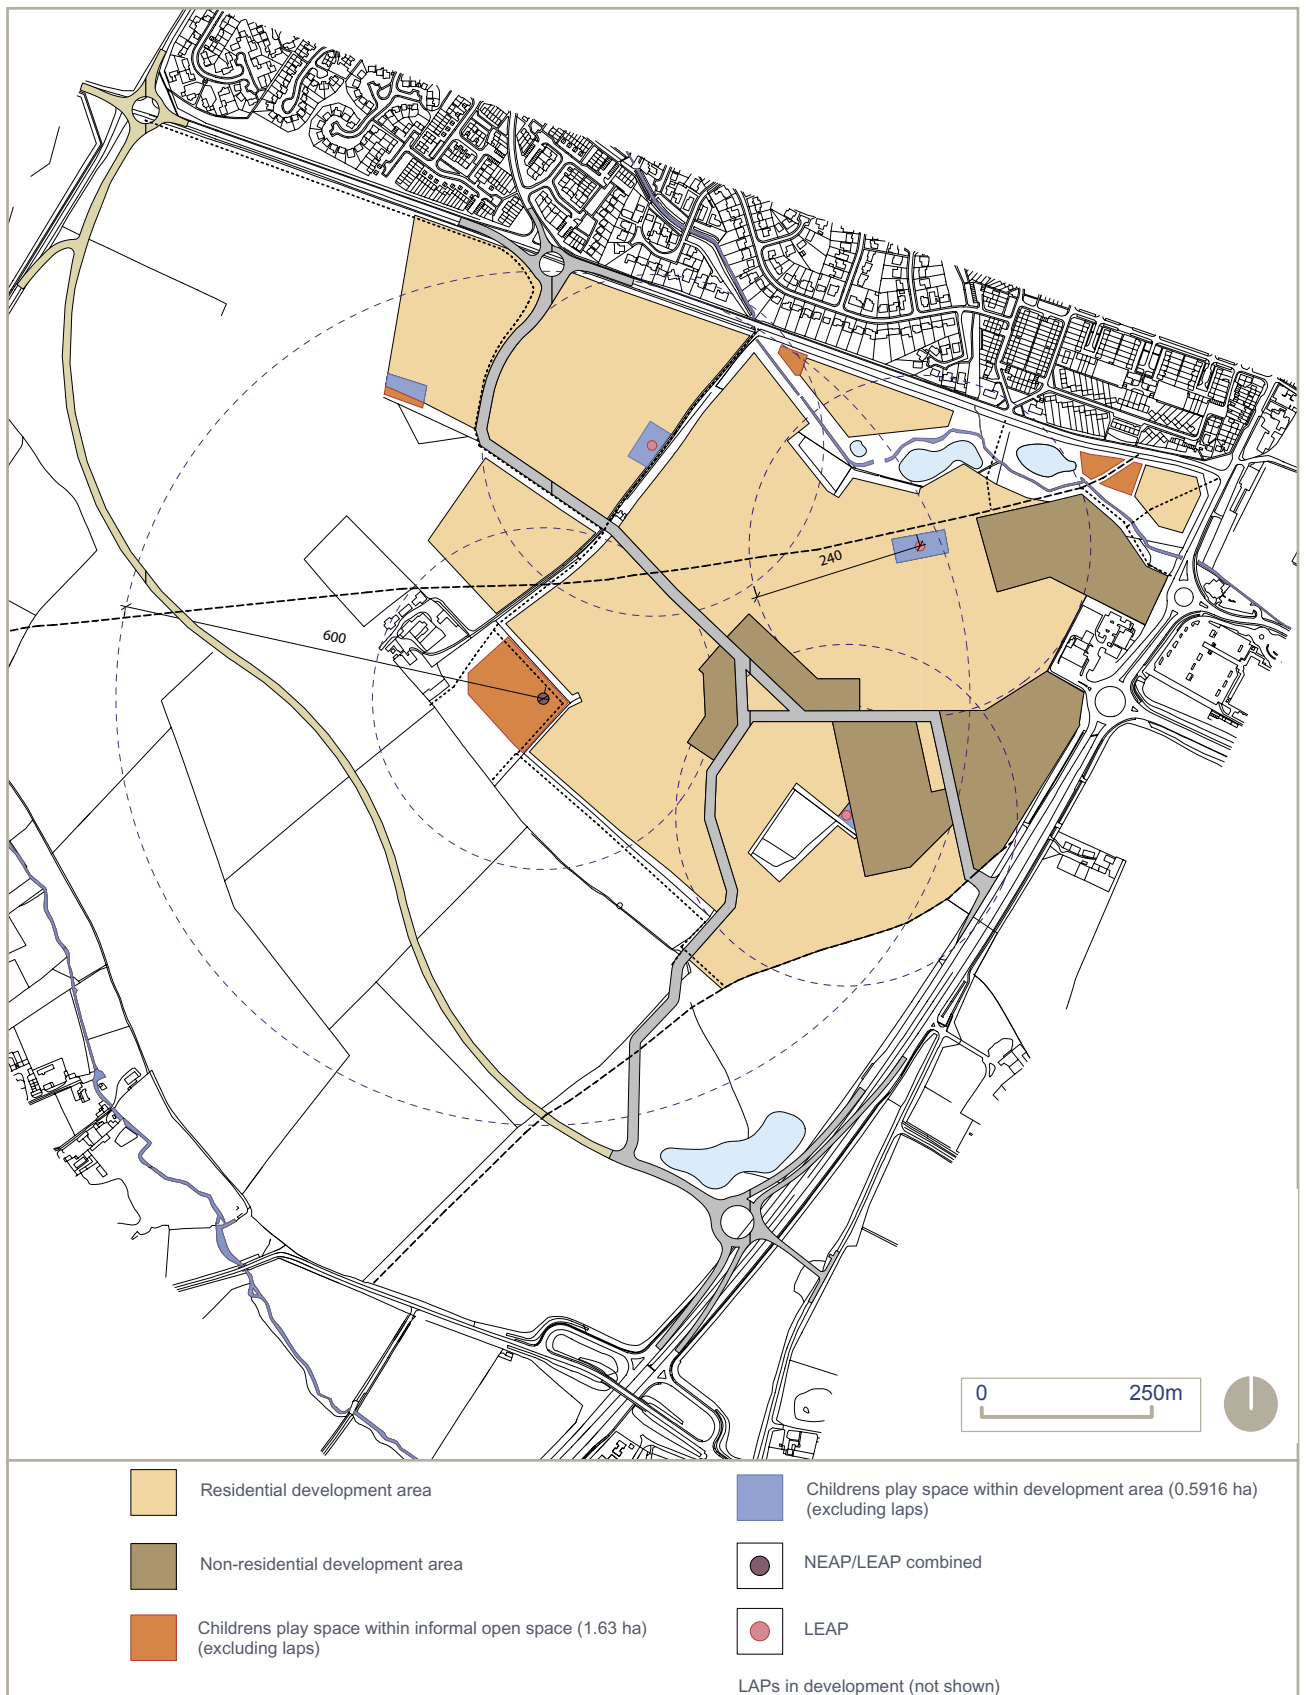 240
600
0 250m
Residential development area
Non-residential development area
Childrens play space within informal open space (1.63 ha)
(excluding laps)
Childrens play space within development area (0.5916 ha)
(excluding laps)
NEAP/LEAP combined
LEAP
LAPs in development (not shown)